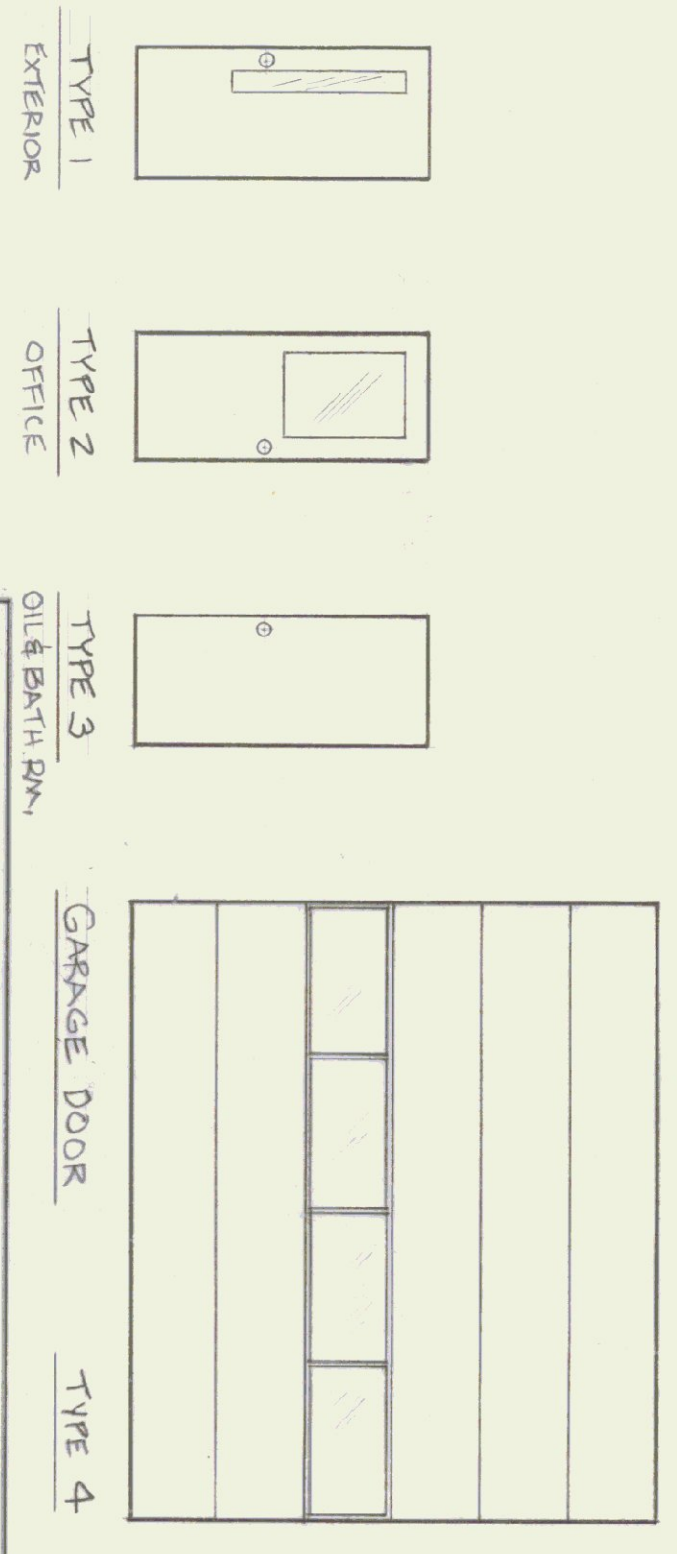 TYPE 1
EXTERIOR
TYPE 2
OFFICE
TYPE 3
OIL & BATH RM.
GARAGE DOOR
TYPE 4